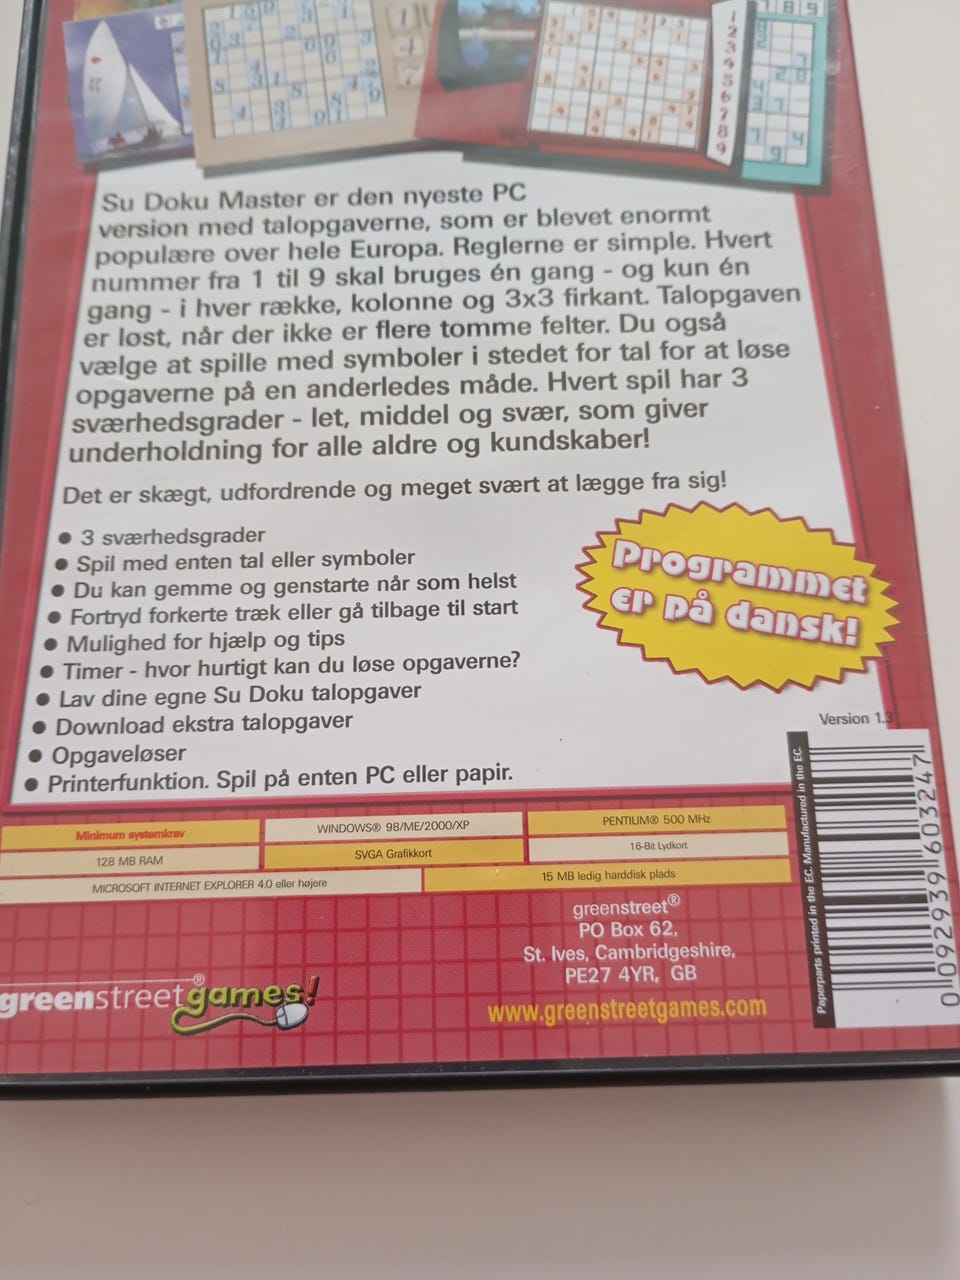 Su Doku Master er den nyeste PC
version med talopgaverne, som er blevet enormt
populære over hele Europa. Reglerne er simple. Hvert
nummer fra 1 til 9 skal bruges én gang - og kun én
gang - i hver række, kolonne og 3x3 firkant. Talopgaven
er løst, når der ikke er flere tomme felter. Du også
vælge at spille med symboler i stedet for tal for at løse
opgaverne på en anderledes måde. Hvert spil har 3
sværhedsgrader - let, middel og svær, som giver
underholdning for alle aldre og kundskaber!
Det er skægt, udfordrende og meget svært at lægge fra sig!
• 3 sværhedsgrader
• Spil med enten tal eller symboler
• Du kan gemme og genstarte når som helst
• Fortryd forkerte træk eller gå tilbage til start
• Mulighed for hjælp og tips
• Timer - hvor hurtigt kan du løse opgaverne?
• Lav dine egne Su Doku talopgaver
• Download ekstra talopgaver
• Opgaveløser
• Printerfunktion. Spil på enten PC eller papir.
Programmet
er på dansk!
Version 1.3
Minimum systemkrav
WINDOWS® 98/ME/2000/XP
PENTIUM® 500 MHz
128 MB RAM
SVGA Grafikkort
16-Bit Lydkort
MICROSOFT INTERNET EXPLORER 4.0 eller højere
15 MB ledig harddisk plads
greenstreet®
PO Box 62,
St. Ives, Cambridgeshire,
PE27 4YR, GB
www.greenstreetgames.com
greenstreet® games!
Paperparts printed in the EC. Manufactured in the EC.
0 092939 603247